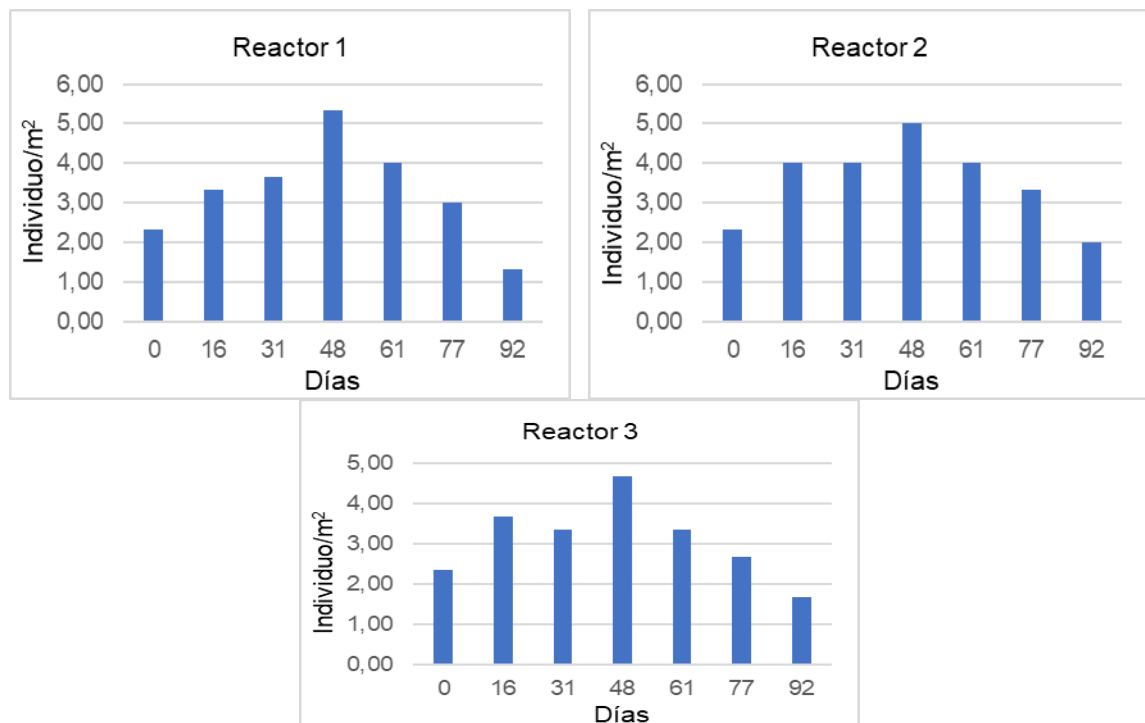 Reactor 1
Individuo/m²
6,00
5,00
4,00
3,00
2,00
1,00
0,00
0 16 31 48 61 77 92
Días
Reactor 2
Individuo/m²
6,00
5,00
4,00
3,00
2,00
1,00
0,00
0 16 31 48 61 77 92
Días
Reactor 3
Individuo/m²
5,00
4,00
3,00
2,00
1,00
0,00
0 16 31 48 61 77 92
Días